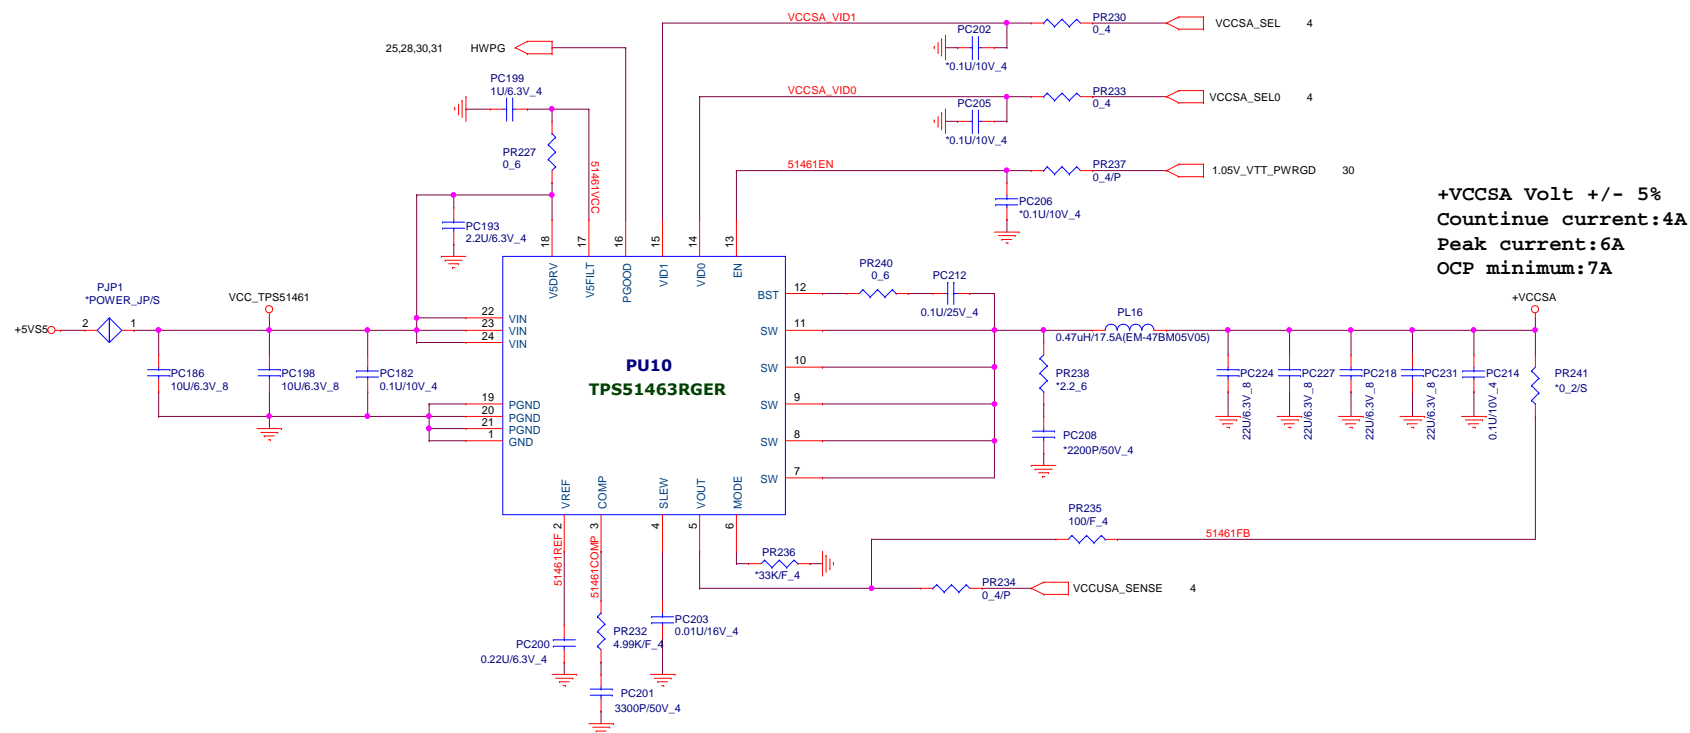 VCCSA_VID1
PR230
0_4
VCCSA_SEL 4
PC202
*0.1U/10V_4
25,28,30,31 HWPG
PC199
1U/6.3V_4
VCCSA_VID0
PR233
0_4
VCCSA_SEL0 4
PC205
*0.1U/10V_4
PR227
0_6
51461VCC
51461EN
PR237
0_4/P
1.05V_VTT_PWRGD 30
PC206
*0.1U/10V_4
+VCCSA Volt +/- 5%
Countinue current:4A
Peak current:6A
OCP minimum:7A
PC193
2.2U/6.3V_4
18
17
16
15
14
13
V5DRV
V5FILT
PGOOD
VID1
VID0
EN
PR240
0_6
PC212
0.1U/25V_4
BST 12
PJP1
*POWER_JP/S
VCC_TPS51461
+5VS5
2
1
22 VIN
23 VIN
24 VIN
SW 11
PL16
0.47uH/17.5A(EM-47BM05V05)
+VCCSA
PU10
TPS51463RGER
PC186
10U/6.3V_8
PC198
10U/6.3V_8
PC182
0.1U/10V_4
SW 10
PR238
*2.2_6
PC224
22U/6.3V_8
PC227
22U/6.3V_8
PC218
22U/6.3V_8
PC231
22U/6.3V_8
PC214
0.1U/10V_4
PR241
*0_2/S
19 PGND
20 PGND
21 PGND
1 GND
SW 9
SW 8
PC208
*2200P/50V_4
SW 7
VREF
COMP
SLEW
VOUT
MODE
2
3
4
5
6
51461REF
51461COMP
PR235
100/F_4
51461FB
PR236
*33K/F_4
PR234
0_4/P
VCCUSA_SENSE 4
PC203
0.01U/16V_4
PC200
0.22U/6.3V_4
PR232
4.99K/F_4
PC201
3300P/50V_4